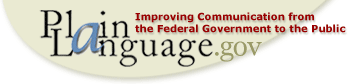 Plain
Language.gov
Improving Communication from
the Federal Government to the Public